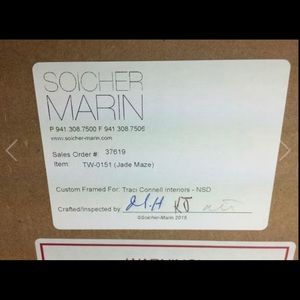 SOICHER
MARIN
P 941.308.7500 F 941.308.7506
www.soicher-marin.com
Sales Order # 37619
Item TW-0151 (Jade Maze)
Custom Framed For: Traci Connell Interiors - NSD
Crafted/Inspected by:
©Soicher-Marin 2015